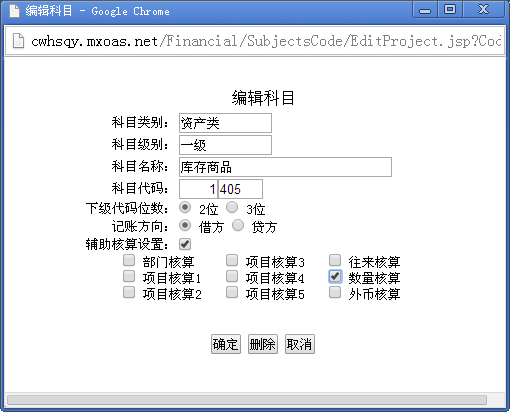 编辑科目 - Google Chrome
cwhsqy.mxoas.net/Financial/SubjectsCode/EditProject.jsp?Cod
编辑科目
科目类别: 资产类
科目级别: 一级
科目名称: 库存商品
科目代码: 1 405
下级代码位数: 2位 3位
记账方向: 借方 贷方
辅助核算设置:
部门核算 项目核算3 往来核算
项目核算1 项目核算4 数量核算
项目核算2 项目核算5 外币核算
确定 删除 取消